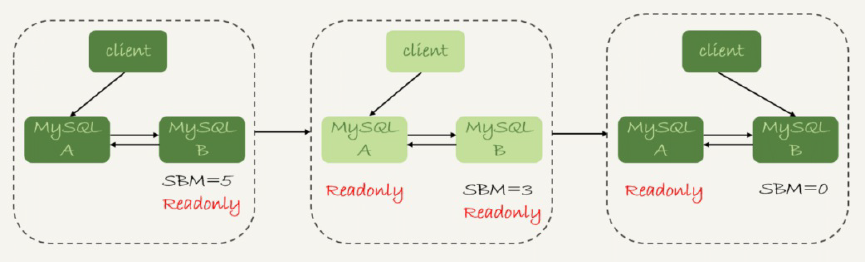 client
MySQL
A
MySQL
B
SBM=5
Readonly
client
MySQL
A
MySQL
B
Readonly
SBM=3
Readonly
client
MySQL
A
MySQL
B
Readonly
SBM=0